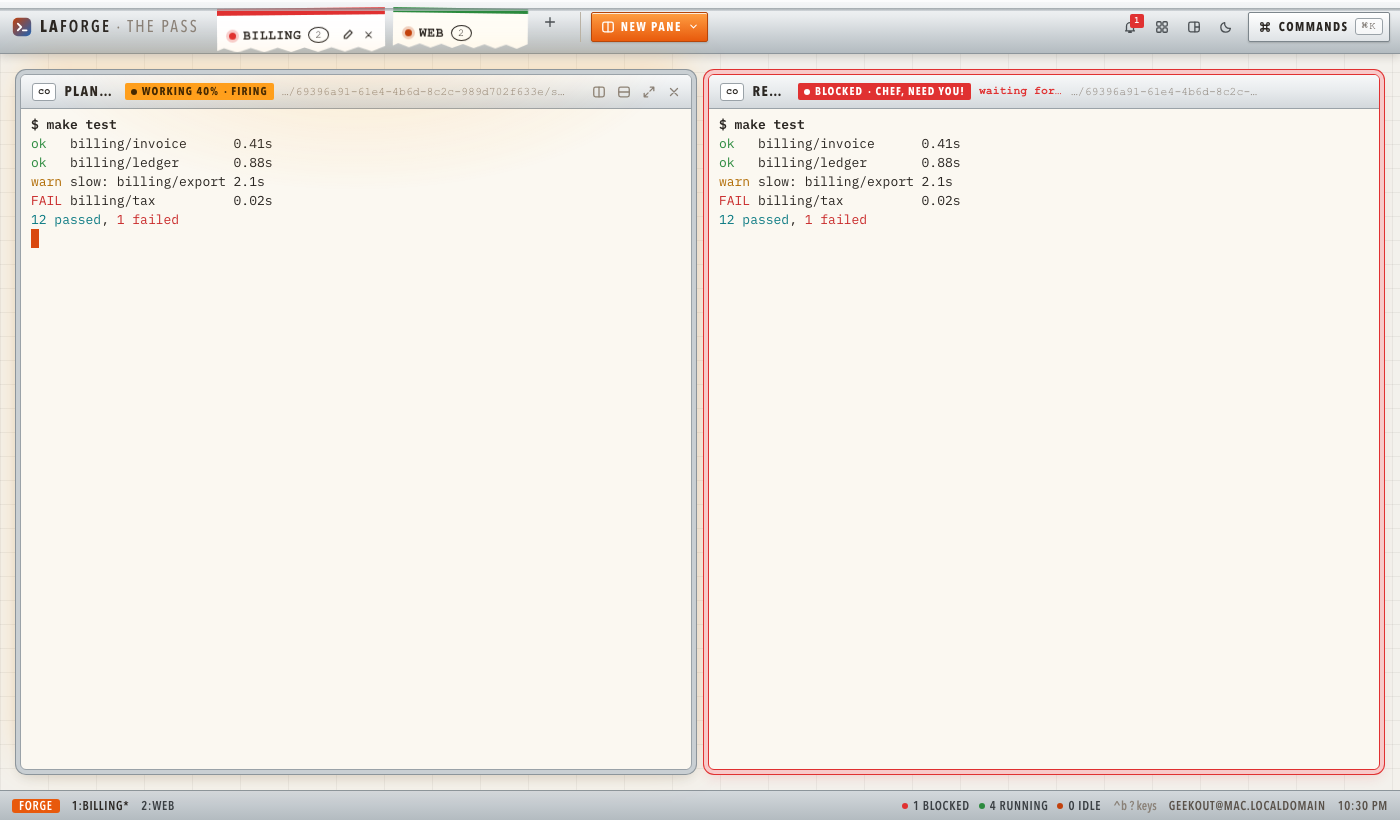 LAFORGE · THE PASS
BILLING 2
WEB 2
NEW PANE
1
COMMANDS ⌘K
CO PLAN… WORKING 40% · FIRING …/69396a91-61e4-4b6d-8c2c-989d702f633e/s…
$ make test
ok billing/invoice 0.41s
ok billing/ledger 0.88s
warn slow: billing/export 2.1s
FAIL billing/tax 0.02s
12 passed, 1 failed
CO RE… BLOCKED · CHEF, NEED YOU! waiting for… …/69396a91-61e4-4b6d-8c2c-…
$ make test
ok billing/invoice 0.41s
ok billing/ledger 0.88s
warn slow: billing/export 2.1s
FAIL billing/tax 0.02s
12 passed, 1 failed
FORGE 1:BILLING* 2:WEB
1 BLOCKED 4 RUNNING 0 IDLE ^b ? keys GEEKOUT@MAC.LOCALDOMAIN 10:30 PM